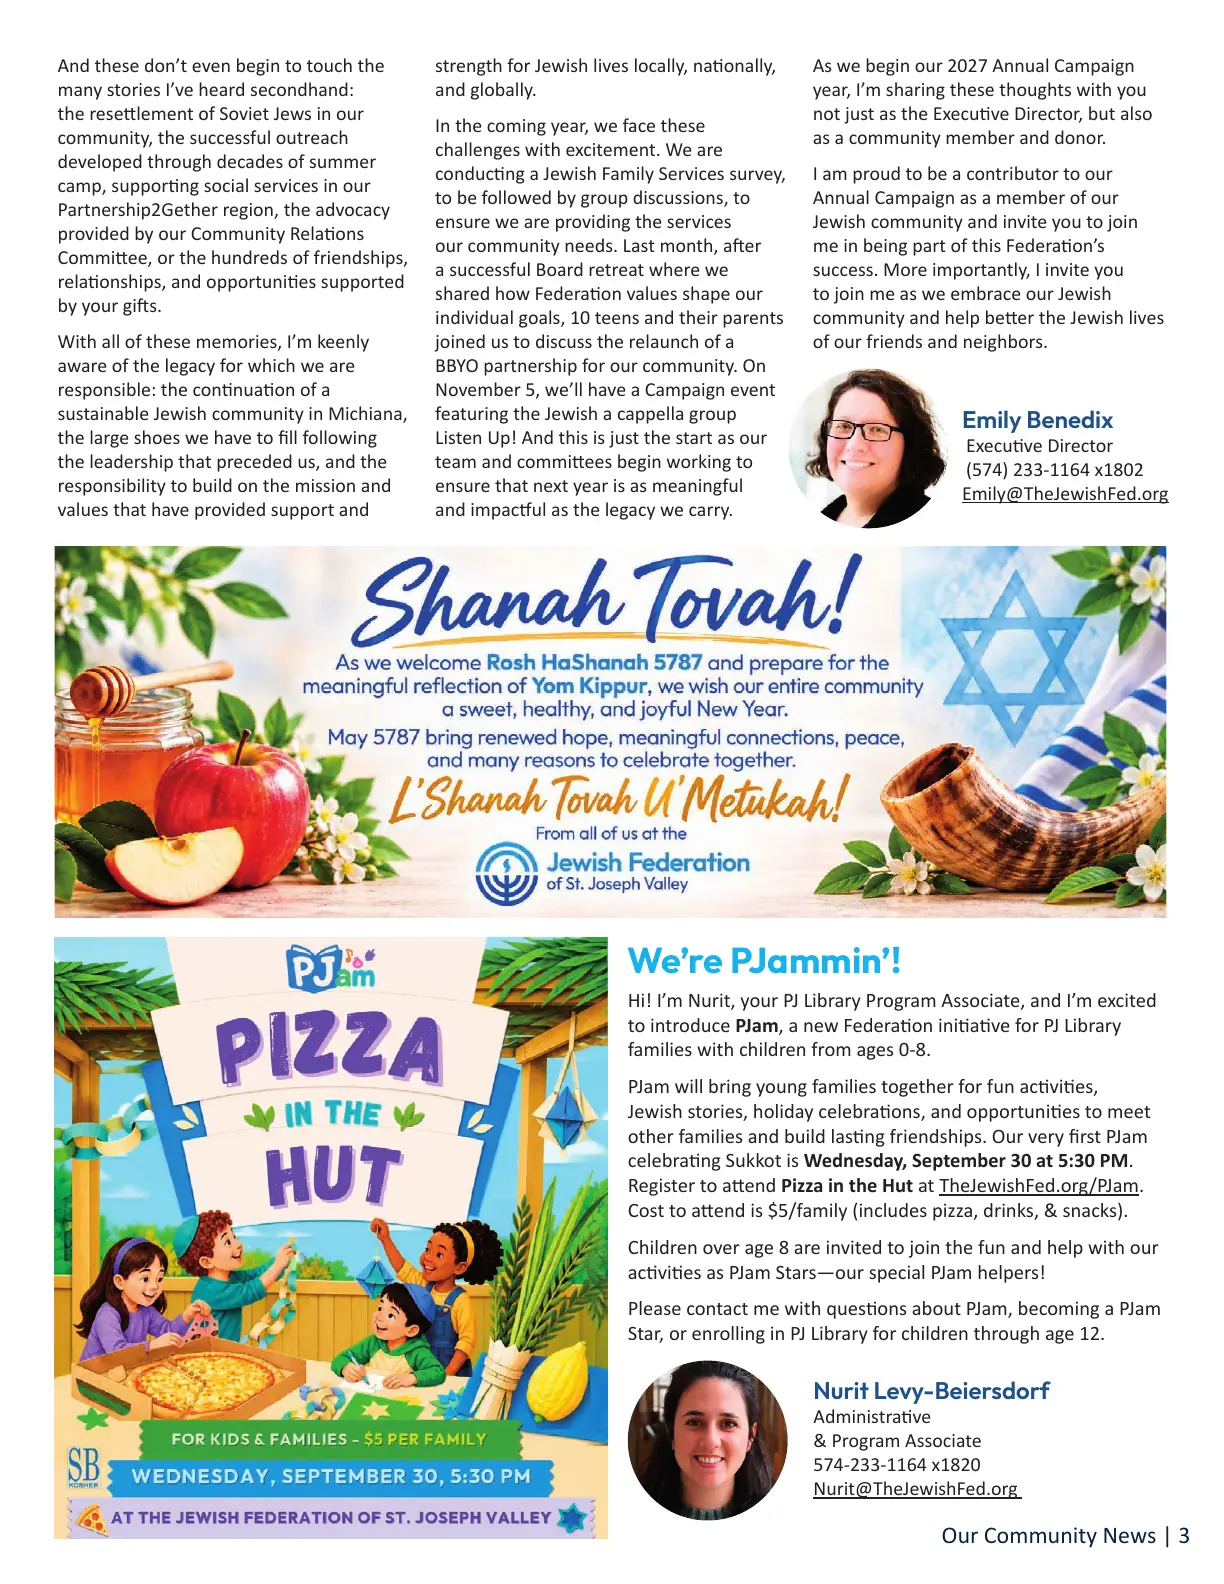 And these don’t even begin to touch the
many stories I’ve heard secondhand:
the resettlement of Soviet Jews in our
community, the successful outreach
developed through decades of summer
camp, supporting social services in our
Partnership2Gether region, the advocacy
provided by our Community Relations
Committee, or the hundreds of friendships,
relationships, and opportunities supported
by your gifts.
With all of these memories, I’m keenly
aware of the legacy for which we are
responsible: the continuation of a
sustainable Jewish community in Michiana,
the large shoes we have to fill following
the leadership that preceded us, and the
responsibility to build on the mission and
values that have provided support and
strength for Jewish lives locally, nationally,
and globally.
In the coming year, we face these
challenges with excitement. We are
conducting a Jewish Family Services survey,
to be followed by group discussions, to
ensure we are providing the services
our community needs. Last month, after
a successful Board retreat where we
shared how Federation values shape our
individual goals, 10 teens and their parents
joined us to discuss the relaunch of a
BBYO partnership for our community. On
November 5, we’ll have a Campaign event
featuring the Jewish a cappella group
Listen Up! And this is just the start as our
team and committees begin working to
ensure that next year is as meaningful
and impactful as the legacy we carry.
As we begin our 2027 Annual Campaign
year, I’m sharing these thoughts with you
not just as the Executive Director, but also
as a community member and donor.
I am proud to be a contributor to our
Annual Campaign as a member of our
Jewish community and invite you to join
me in being part of this Federation’s
success. More importantly, I invite you
to join me as we embrace our Jewish
community and help better the Jewish lives
of our friends and neighbors.
Emily Benedix
Executive Director
(574) 233-1164 x1802
Emily@TheJewishFed.org
Shanah Tovah!
As we welcome Rosh HaShanah 5787 and prepare for the
meaningful reflection of Yom Kippur, we wish our entire community
a sweet, healthy, and joyful New Year.
May 5787 bring renewed hope, meaningful connections, peace,
and many reasons to celebrate together.
L'Shanah Tovah U'Metukah!
From all of us at the
Jewish Federation
of St. Joseph Valley
PJam
PIZZA
IN THE
HUT
FOR KIDS & FAMILIES - $5 PER FAMILY
SB
KOSHER
WEDNESDAY, SEPTEMBER 30, 5:30 PM
AT THE JEWISH FEDERATION OF ST. JOSEPH VALLEY
We’re PJammin’!
Hi! I’m Nurit, your PJ Library Program Associate, and I’m excited
to introduce PJam, a new Federation initiative for PJ Library
families with children from ages 0-8.
PJam will bring young families together for fun activities,
Jewish stories, holiday celebrations, and opportunities to meet
other families and build lasting friendships. Our very first PJam
celebrating Sukkot is Wednesday, September 30 at 5:30 PM.
Register to attend Pizza in the Hut at TheJewishFed.org/PJam.
Cost to attend is $5/family (includes pizza, drinks, & snacks).
Children over age 8 are invited to join the fun and help with our
activities as PJam Stars—our special PJam helpers!
Please contact me with questions about PJam, becoming a PJam
Star, or enrolling in PJ Library for children through age 12.
Nurit Levy-Beiersdorf
Administrative
& Program Associate
574-233-1164 x1820
Nurit@TheJewishFed.org
Our Community News | 3